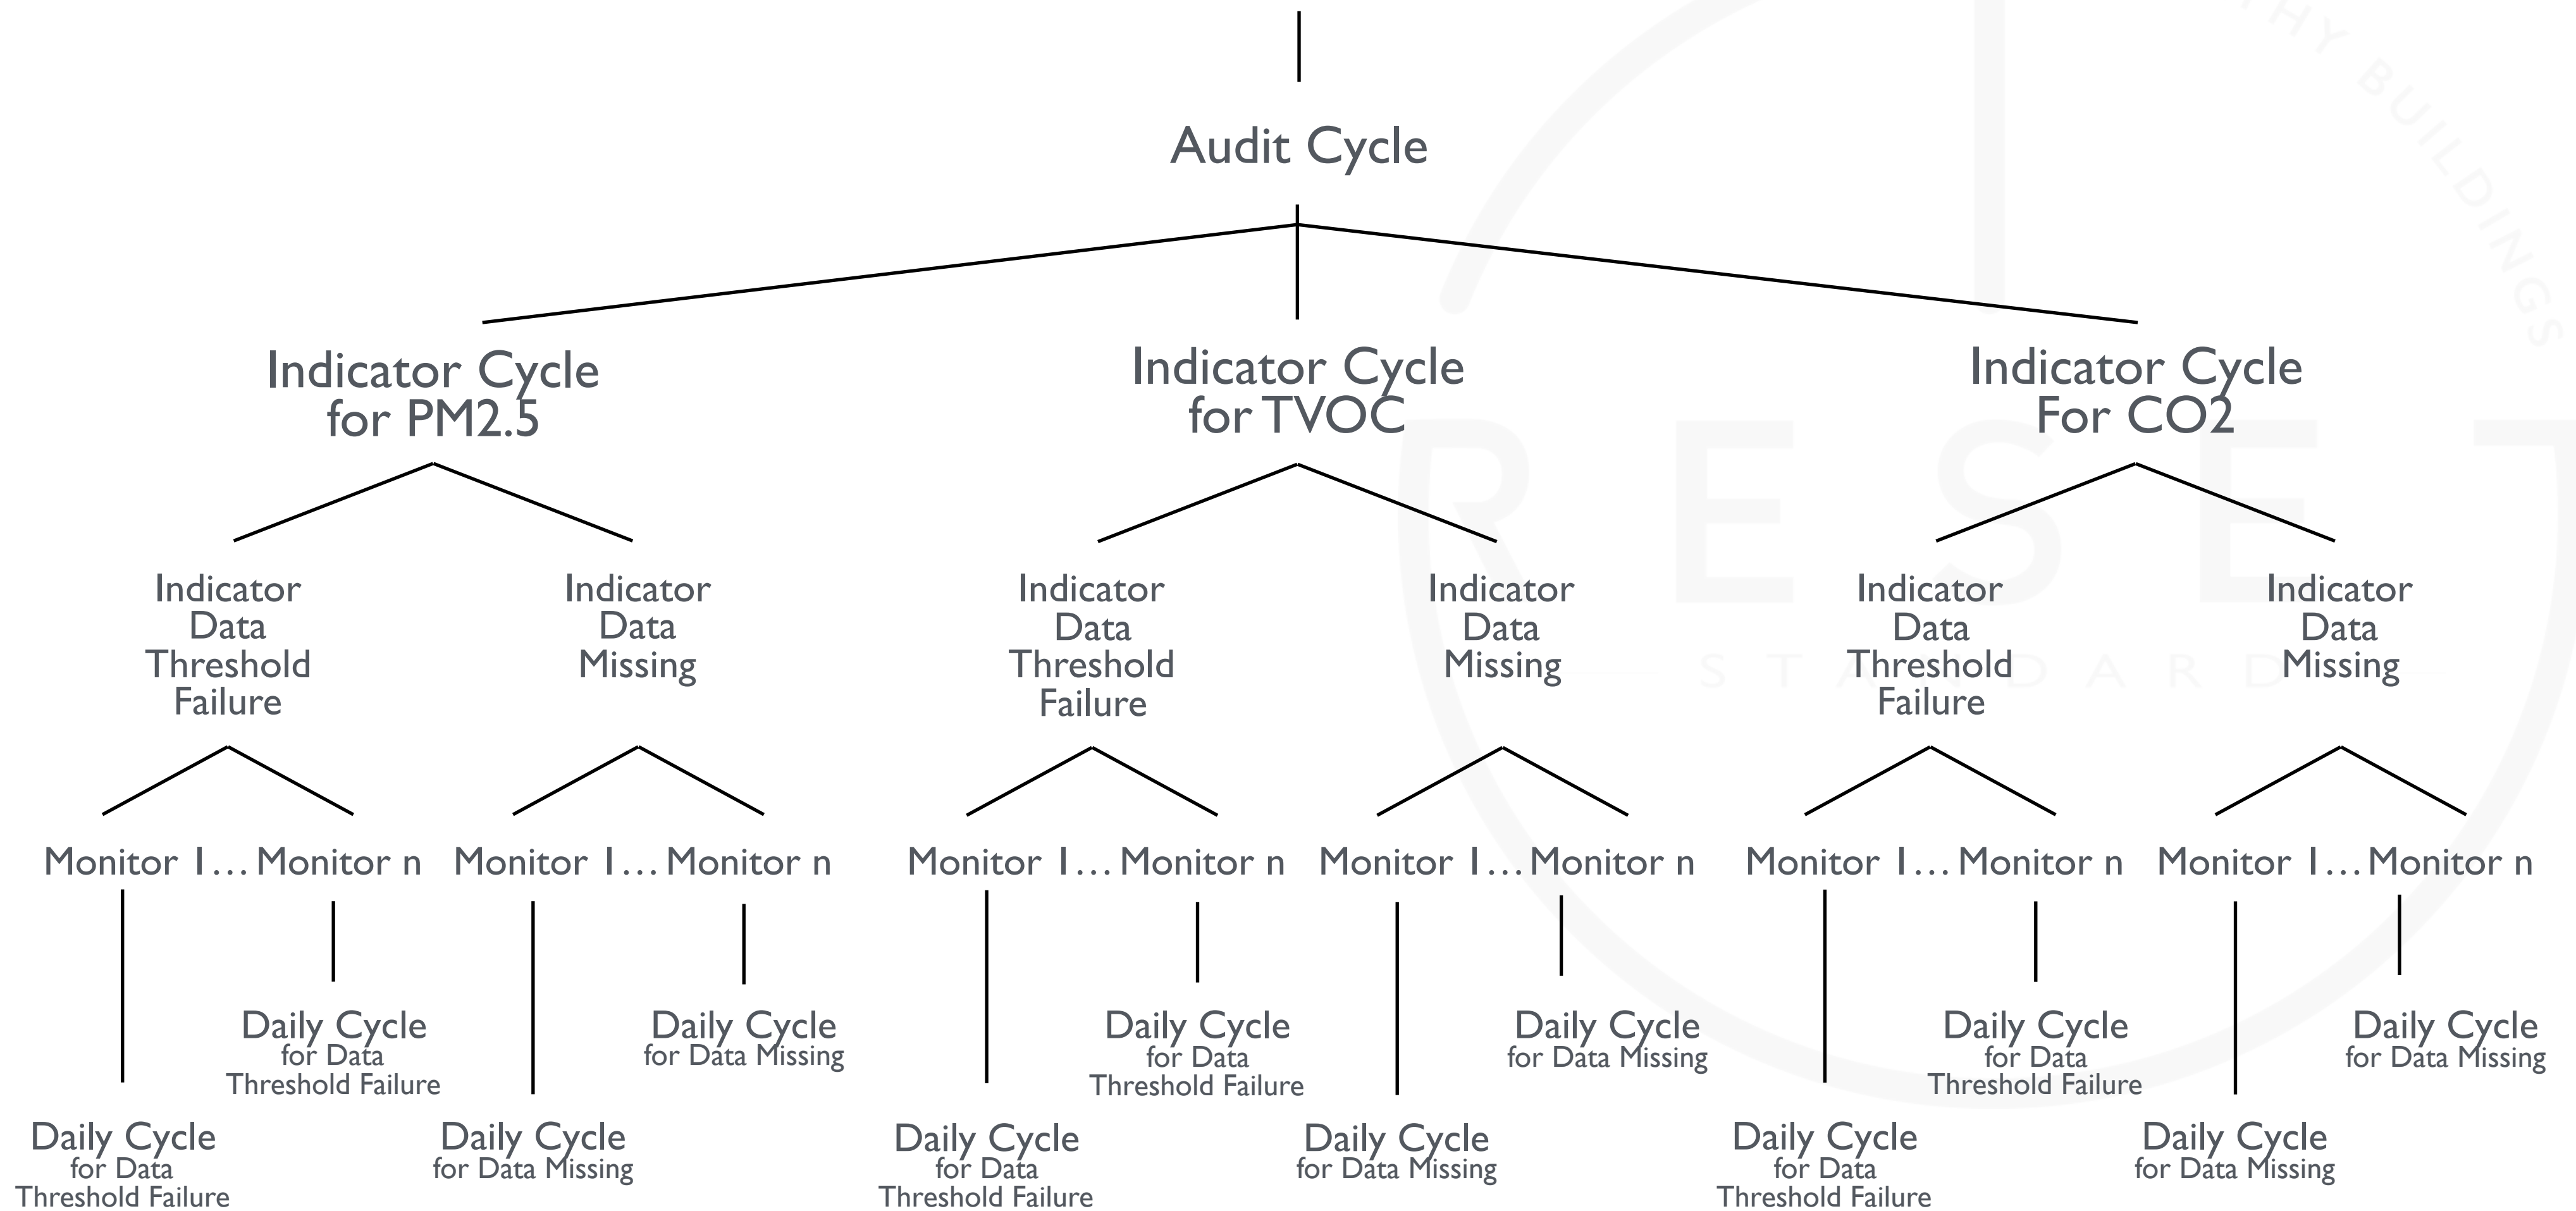 Audit Cycle
Indicator Cycle
for PM2.5
Indicator Cycle
for TVOC
Indicator Cycle
For CO2
Indicator
Data
Threshold
Failure
Indicator
Data
Missing
Indicator
Data
Threshold
Failure
Indicator
Data
Missing
Indicator
Data
Threshold
Failure
Indicator
Data
Missing
Monitor 1... Monitor n
Monitor 1... Monitor n
Monitor 1... Monitor n
Monitor 1... Monitor n
Monitor 1... Monitor n
Monitor 1... Monitor n
Daily Cycle
for Data
Threshold Failure
Daily Cycle
for Data Missing
Daily Cycle
for Data
Threshold Failure
Daily Cycle
for Data Missing
Daily Cycle
for Data
Threshold Failure
Daily Cycle
for Data Missing
Daily Cycle
for Data
Threshold Failure
Daily Cycle
for Data Missing
Daily Cycle
for Data
Threshold Failure
Daily Cycle
for Data Missing
Daily Cycle
for Data
Threshold Failure
Daily Cycle
for Data Missing
RESET
STANDARD
THY BUILDINGS